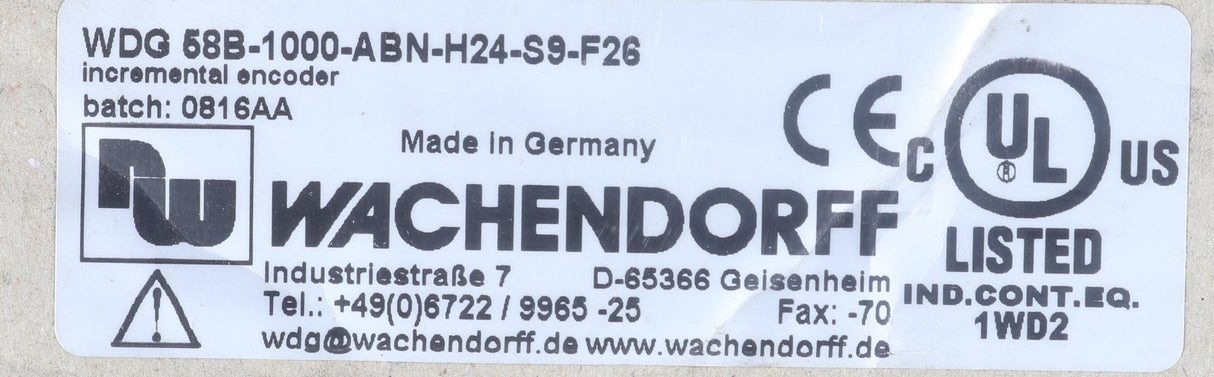 WDG 58B-1000-ABN-H24-S9-F26
incremental encoder
batch: 0816AA
Made in Germany
CE
C UL US
®
WACHENDORFF
LISTED
Industriestraße 7 D-65366 Geisenheim
IND.CONT.EQ.
Tel.: +49(0)6722 / 9965 -25 Fax: -70
1WD2
wdg@wachendorff.de www.wachendorff.de